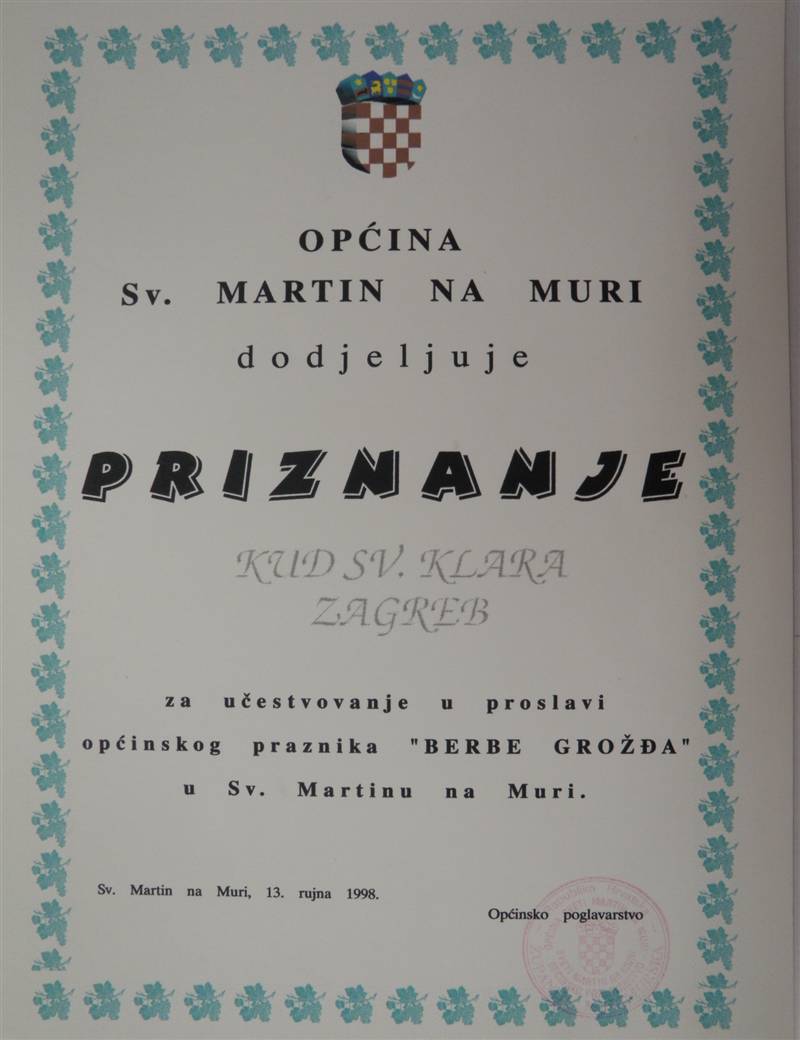 OPĆINA
Sv. MARTIN NA MURI
dodjeljuje
PRIZNANJE
KUD SV. KLARA
ZAGREB
za učestvovanje u proslavi
općinskog praznika "BERBE GROŽĐA"
u Sv. Martinu na Muri.
Sv. Martin na Muri, 13. rujna 1998.
Općinsko poglavarstvo